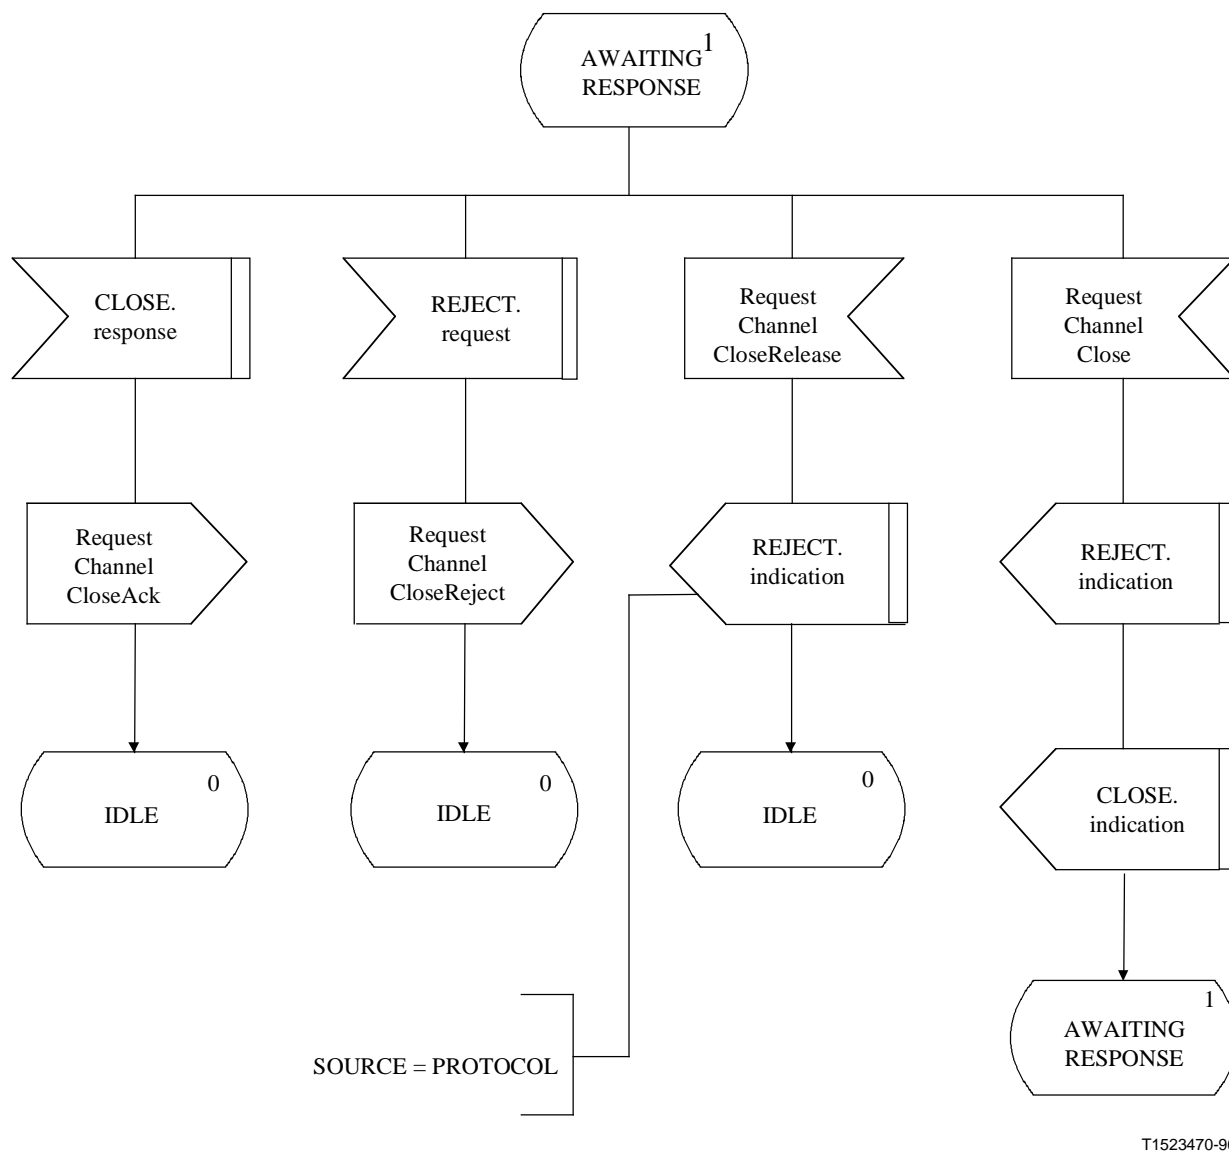 1
AWAITING
RESPONSE
CLOSE.
response
REJECT.
request
Request
Channel
CloseRelease
Request
Channel
Close
Request
Channel
CloseAck
Request
Channel
CloseReject
REJECT.
indication
REJECT.
indication
0
IDLE
0
IDLE
0
IDLE
CLOSE.
indication
1
AWAITING
RESPONSE
SOURCE = PROTOCOL